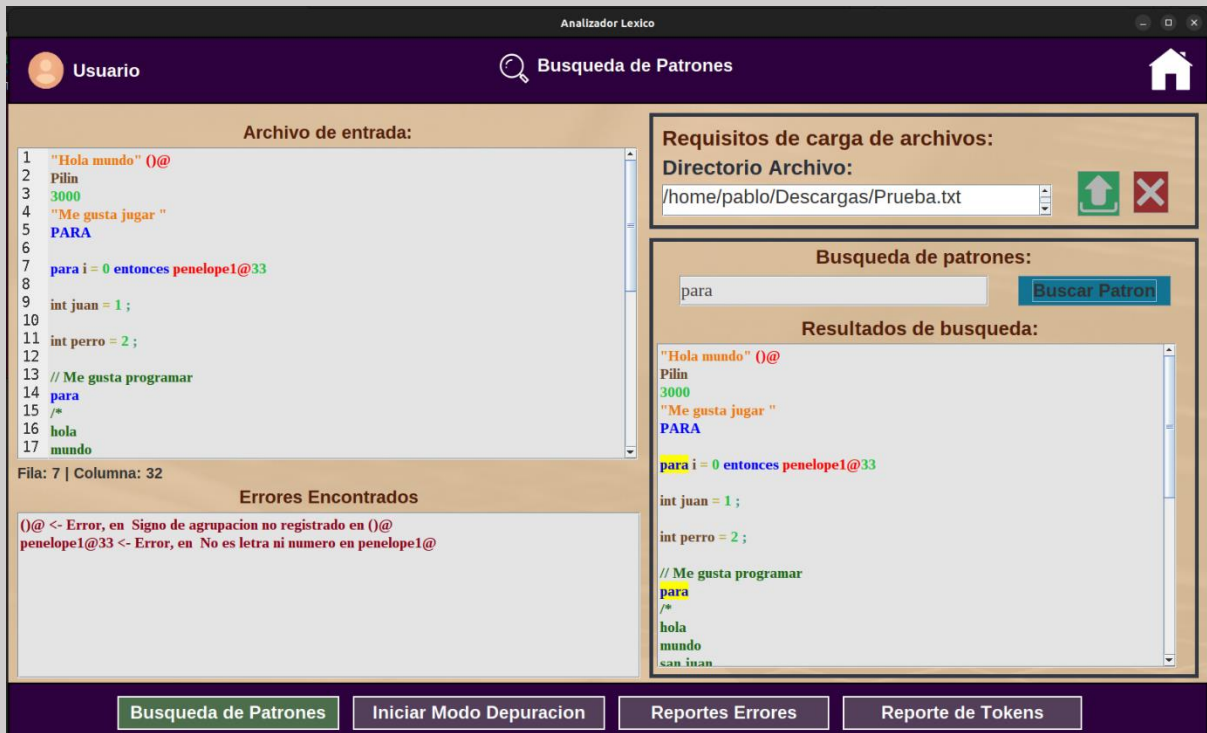 Analizador Lexico
Usuario
Busqueda de Patrones
Archivo de entrada:
1 "Hola mundo" ()@
2 Pilin
3 3000
4 "Me gusta jugar "
5 PARA
6
7 para i = 0 entonces penelope1@33
8
9 int juan = 1 ;
10
11 int perro = 2 ;
12
13 // Me gusta programar
14 para
15 /*
16 hola
17 mundo
Fila: 7 | Columna: 32
Errores Encontrados
()@ <- Error, en  Signo de agrupacion no registrado en ()@
penelope1@33 <- Error, en  No es letra ni numero en penelope1@
Requisitos de carga de archivos:
Directorio Archivo:
/home/pablo/Descargas/Prueba.txt
Busqueda de patrones:
para
Buscar Patron
Resultados de busqueda:
"Hola mundo" ()@
Pilin
3000
"Me gusta jugar "
PARA
para i = 0 entonces penelope1@33
int juan = 1 ;
int perro = 2 ;
// Me gusta programar
para
/*
hola
mundo
san juan
Busqueda de Patrones
Iniciar Modo Depuracion
Reportes Errores
Reporte de Tokens